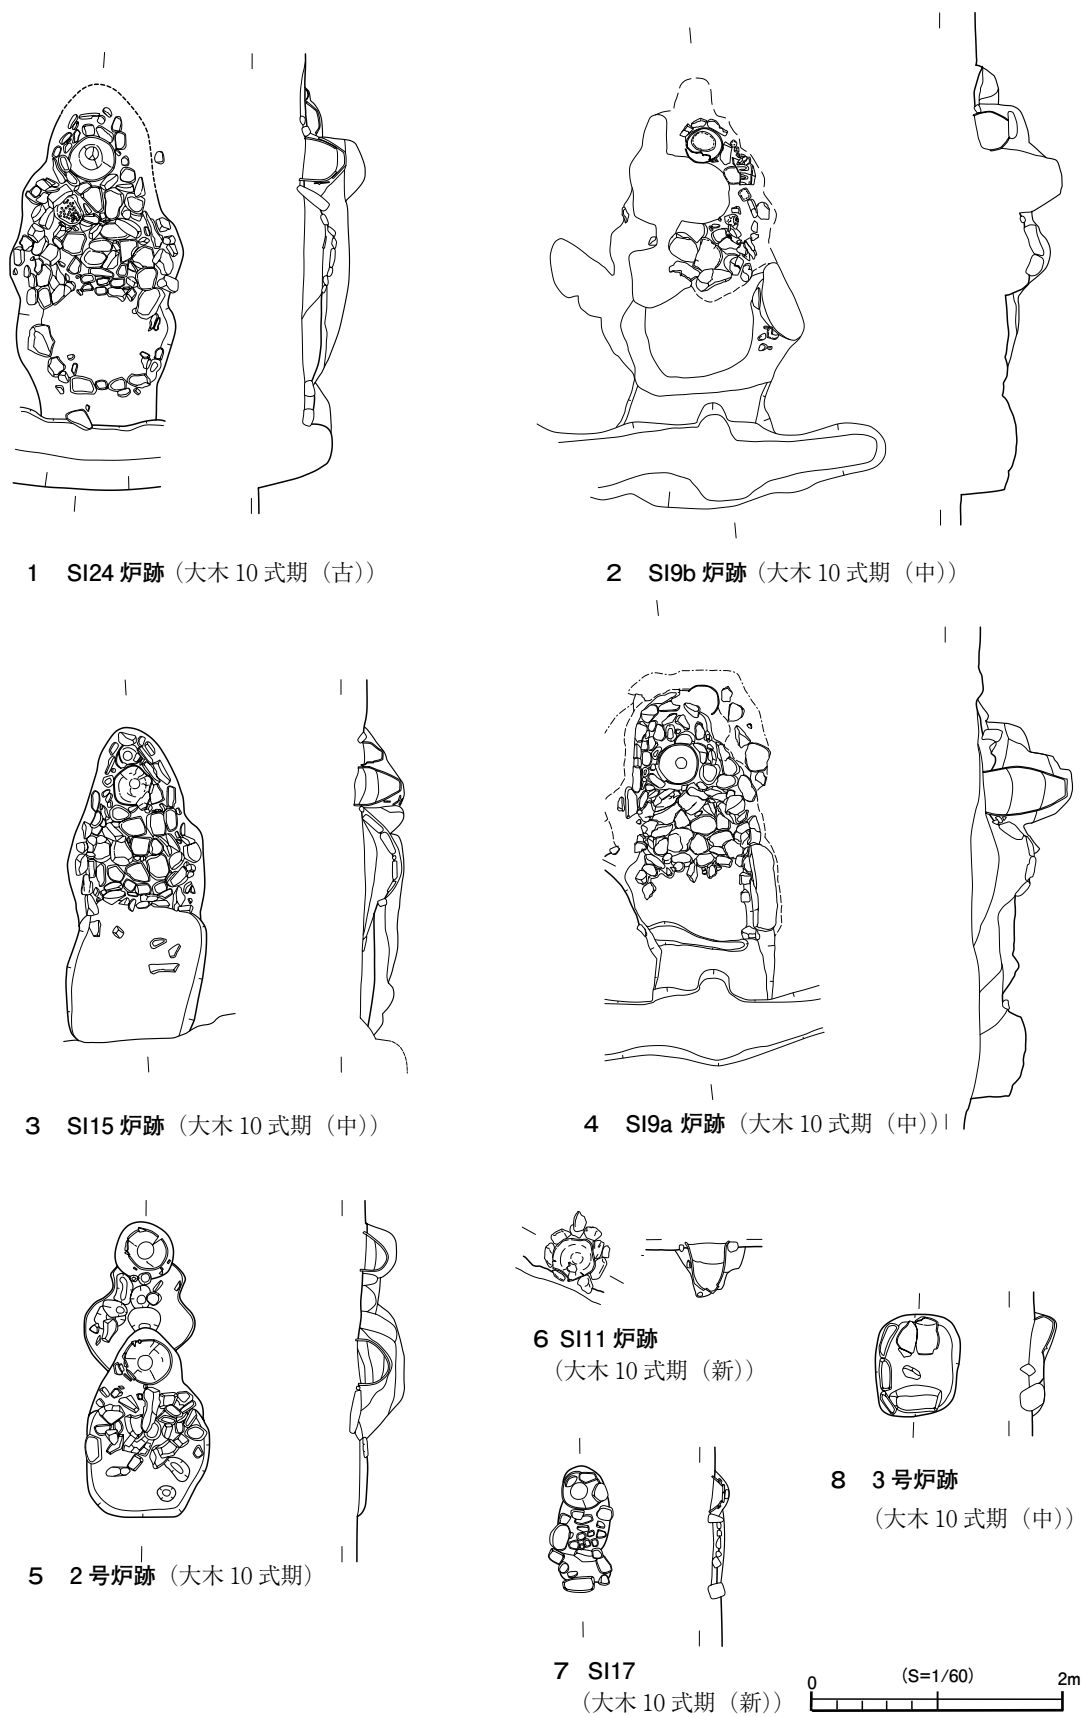 1 SI24 炉跡（大木 10 式期（古））
2 SI9b 炉跡（大木 10 式期（中））
3 SI15 炉跡（大木 10 式期（中））
4 SI9a 炉跡（大木 10 式期（中））
5 2 号炉跡（大木 10 式期）
6 SI11 炉跡
（大木 10 式期（新））
7 SI17
（大木 10 式期（新））
8 3 号炉跡
（大木 10 式期（中））
0 (S=1/60) 2m